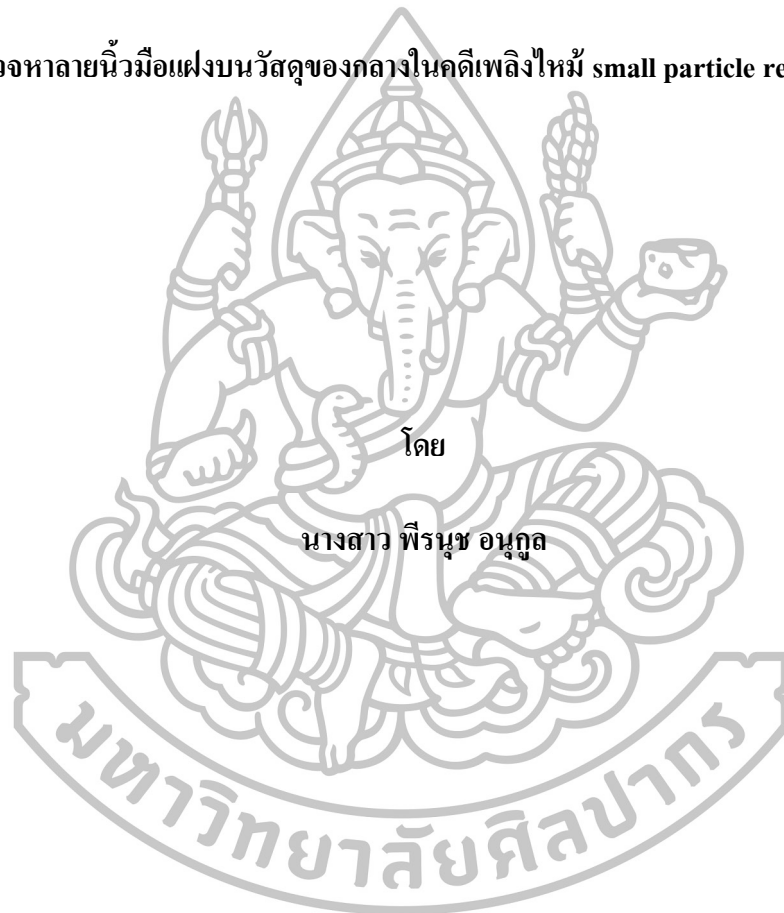 วจหาลายนิ้วมือแฝงบนวัสดุของกลางในคดีเพลิงไหม้ small particle re
โดย
นางสาว พีรนุช อนุกูล
มหาวิทยาลัยศิลปากร